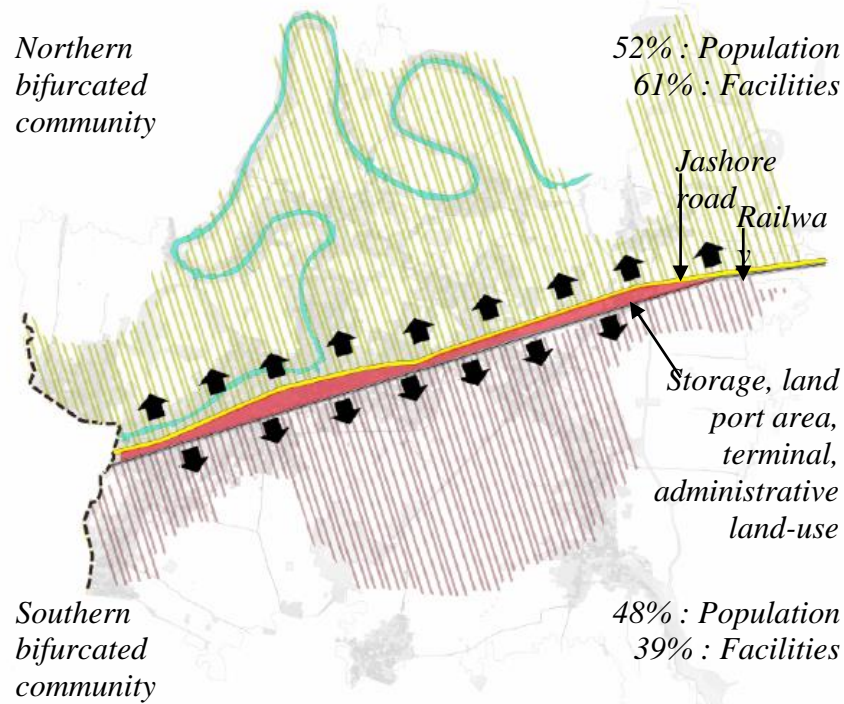 Northern
bifurcated
community
52% : Population
61% : Facilities
Jashore
road
Railwa
Storage, land
port area,
terminal,
administrative
land-use
Southern
bifurcated
community
48% : Population
39% : Facilities